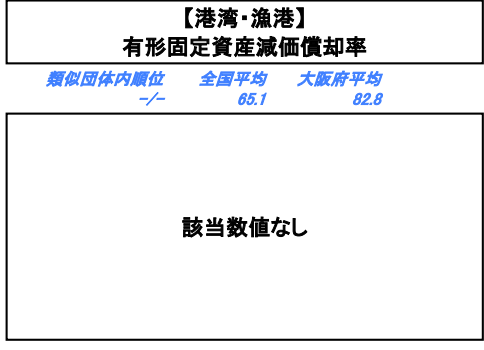 【港湾・漁港】
有形固定資産減価償却率
類似団体内順位 全国平均 大阪府平均
-/- 65.1 82.8
該当数値なし